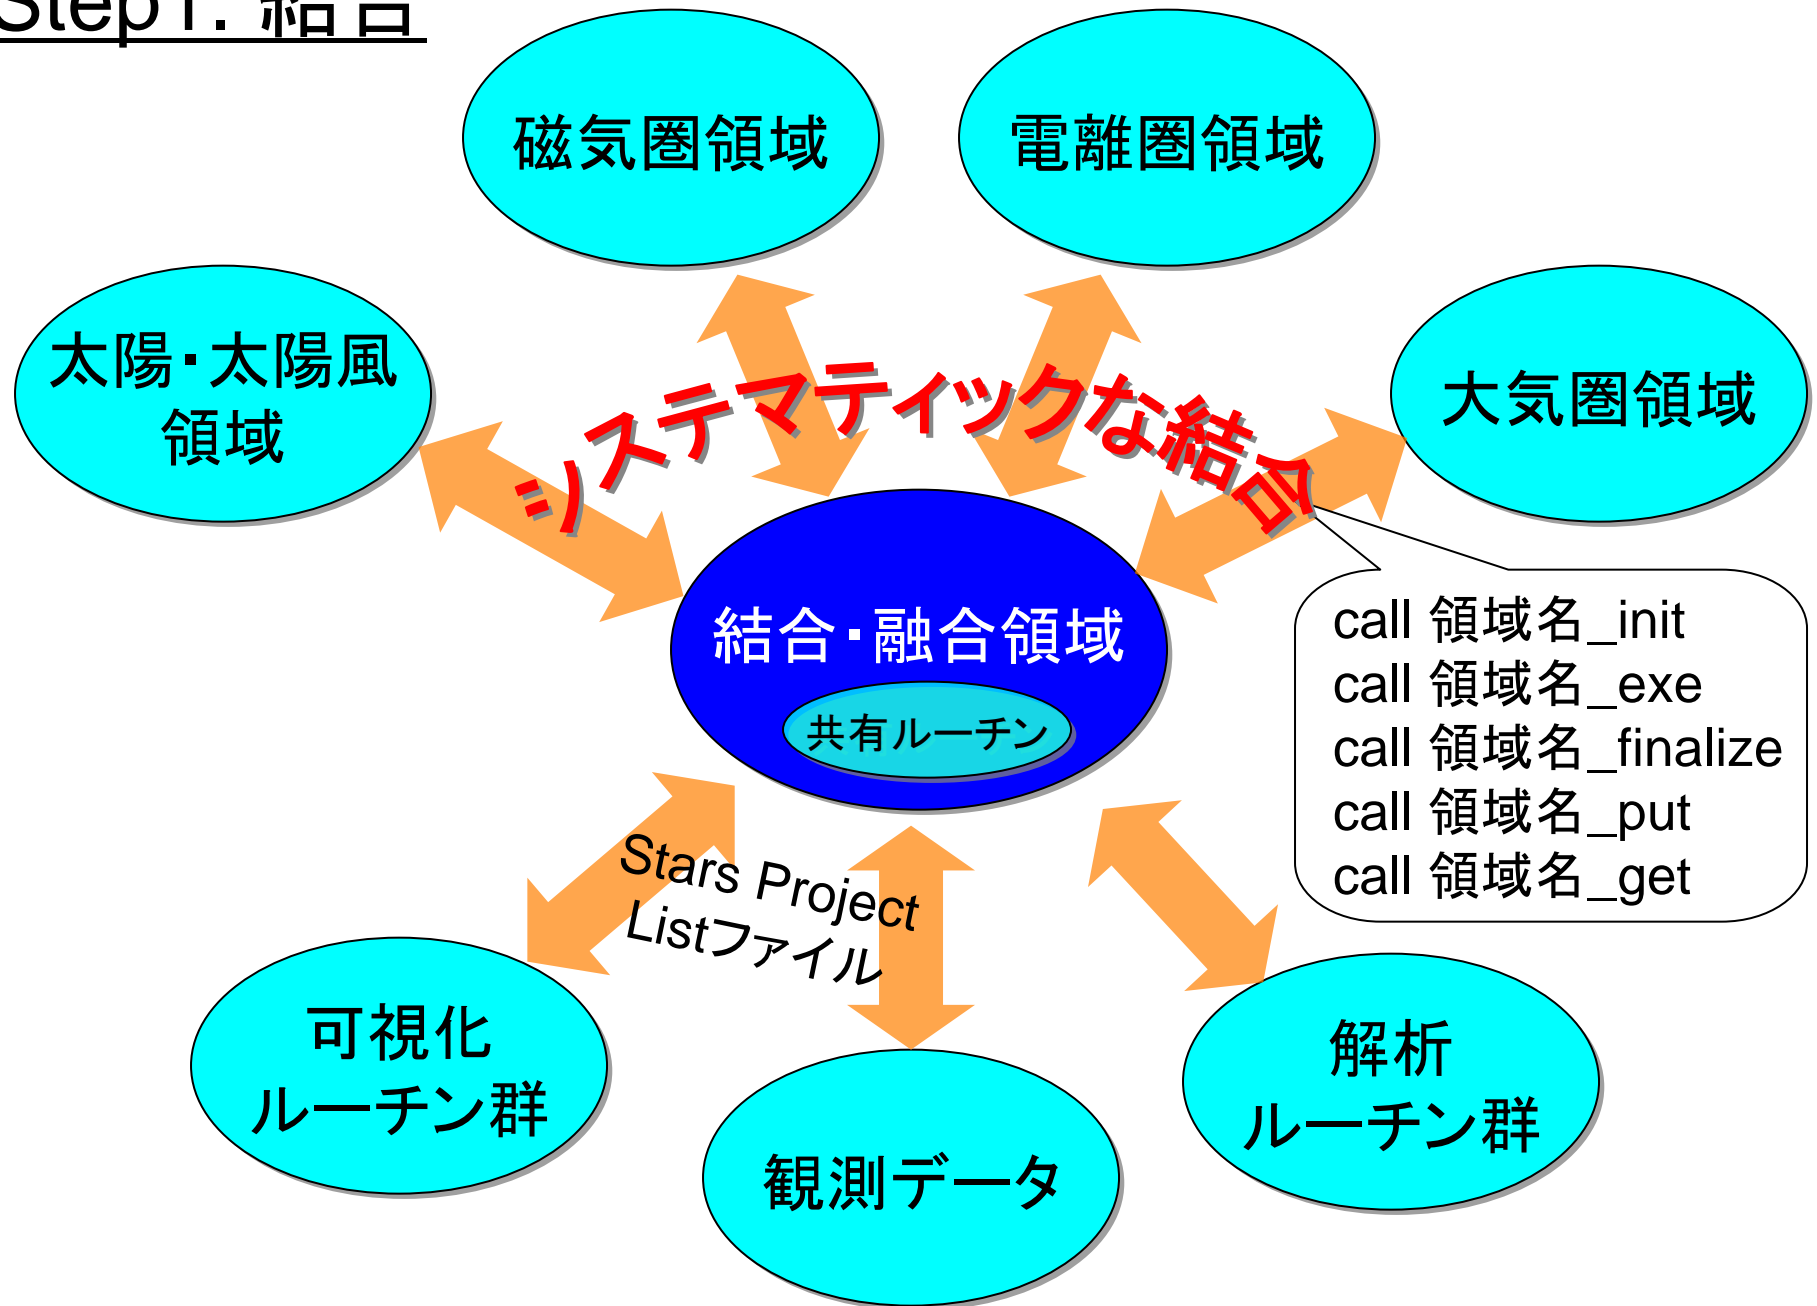 Step1. 結合
磁気圏領域
電離圏領域
太陽・太陽風
領域
大気圏領域
システマティックな結合
結合・融合領域
共有ルーチン
call 領域名_init
call 領域名_exe
call 領域名_finalize
call 領域名_put
call 領域名_get
Stars Project
Listファイル
可視化
ルーチン群
観測データ
解析
ルーチン群